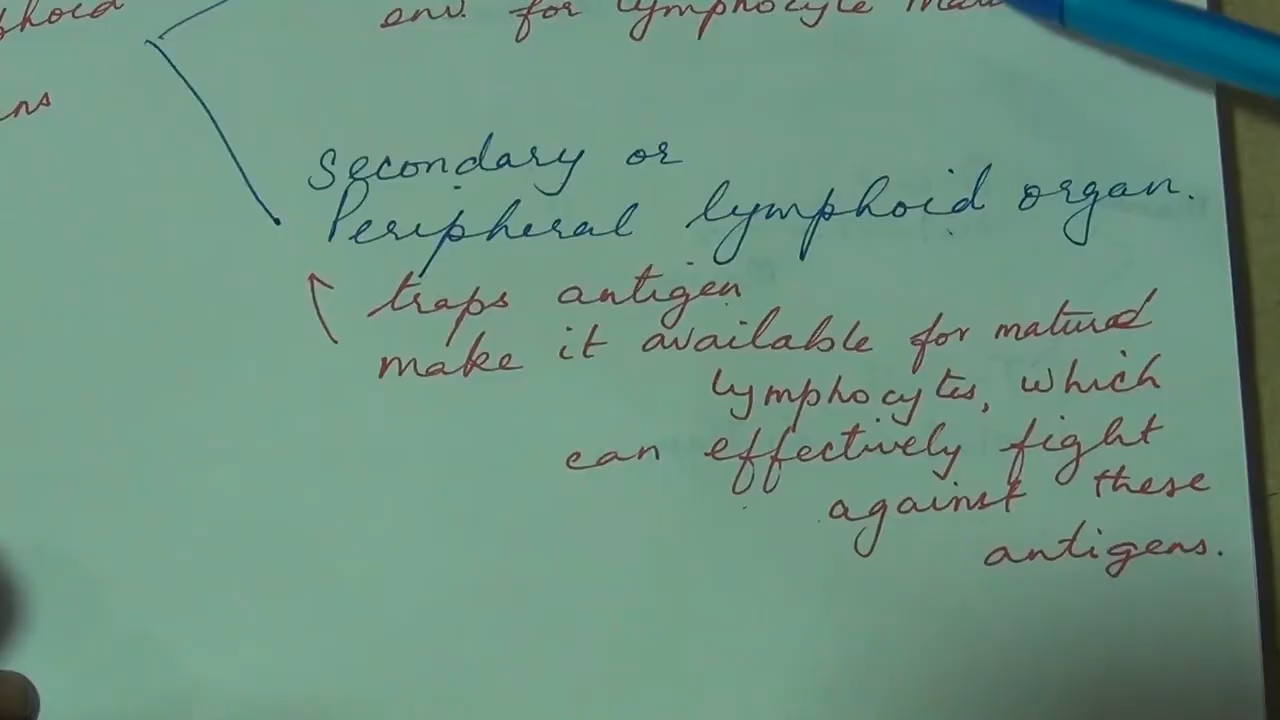 env. for lymphocyte
ns
Secondary or
Peripheral lymphoid organ.
traps antigen
make it available for matured
lymphocytes, which
can effectively fight
against these
antigens.